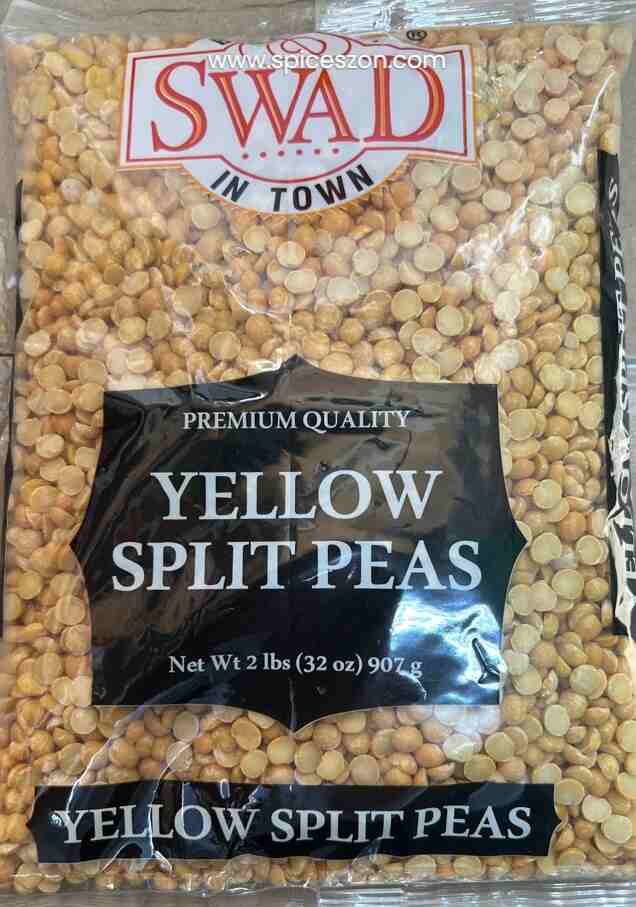 www.spiceszon.com
®
SWAD
IN TOWN
PREMIUM QUALITY
YELLOW
SPLIT PEAS
Net Wt 2 lbs (32 oz) 907 g
YELLOW SPLIT PEAS